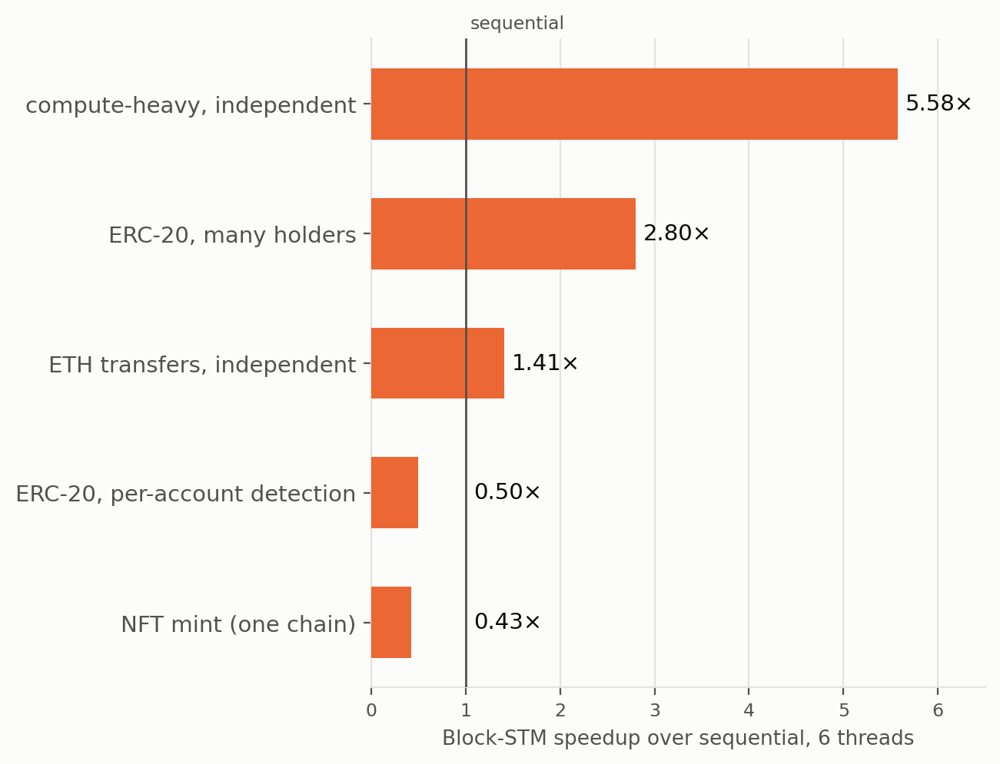 sequential
compute-heavy, independent
5.58×
ERC-20, many holders
2.80×
ETH transfers, independent
1.41×
ERC-20, per-account detection
0.50×
NFT mint (one chain)
0.43×
0 1 2 3 4 5 6
Block-STM speedup over sequential, 6 threads